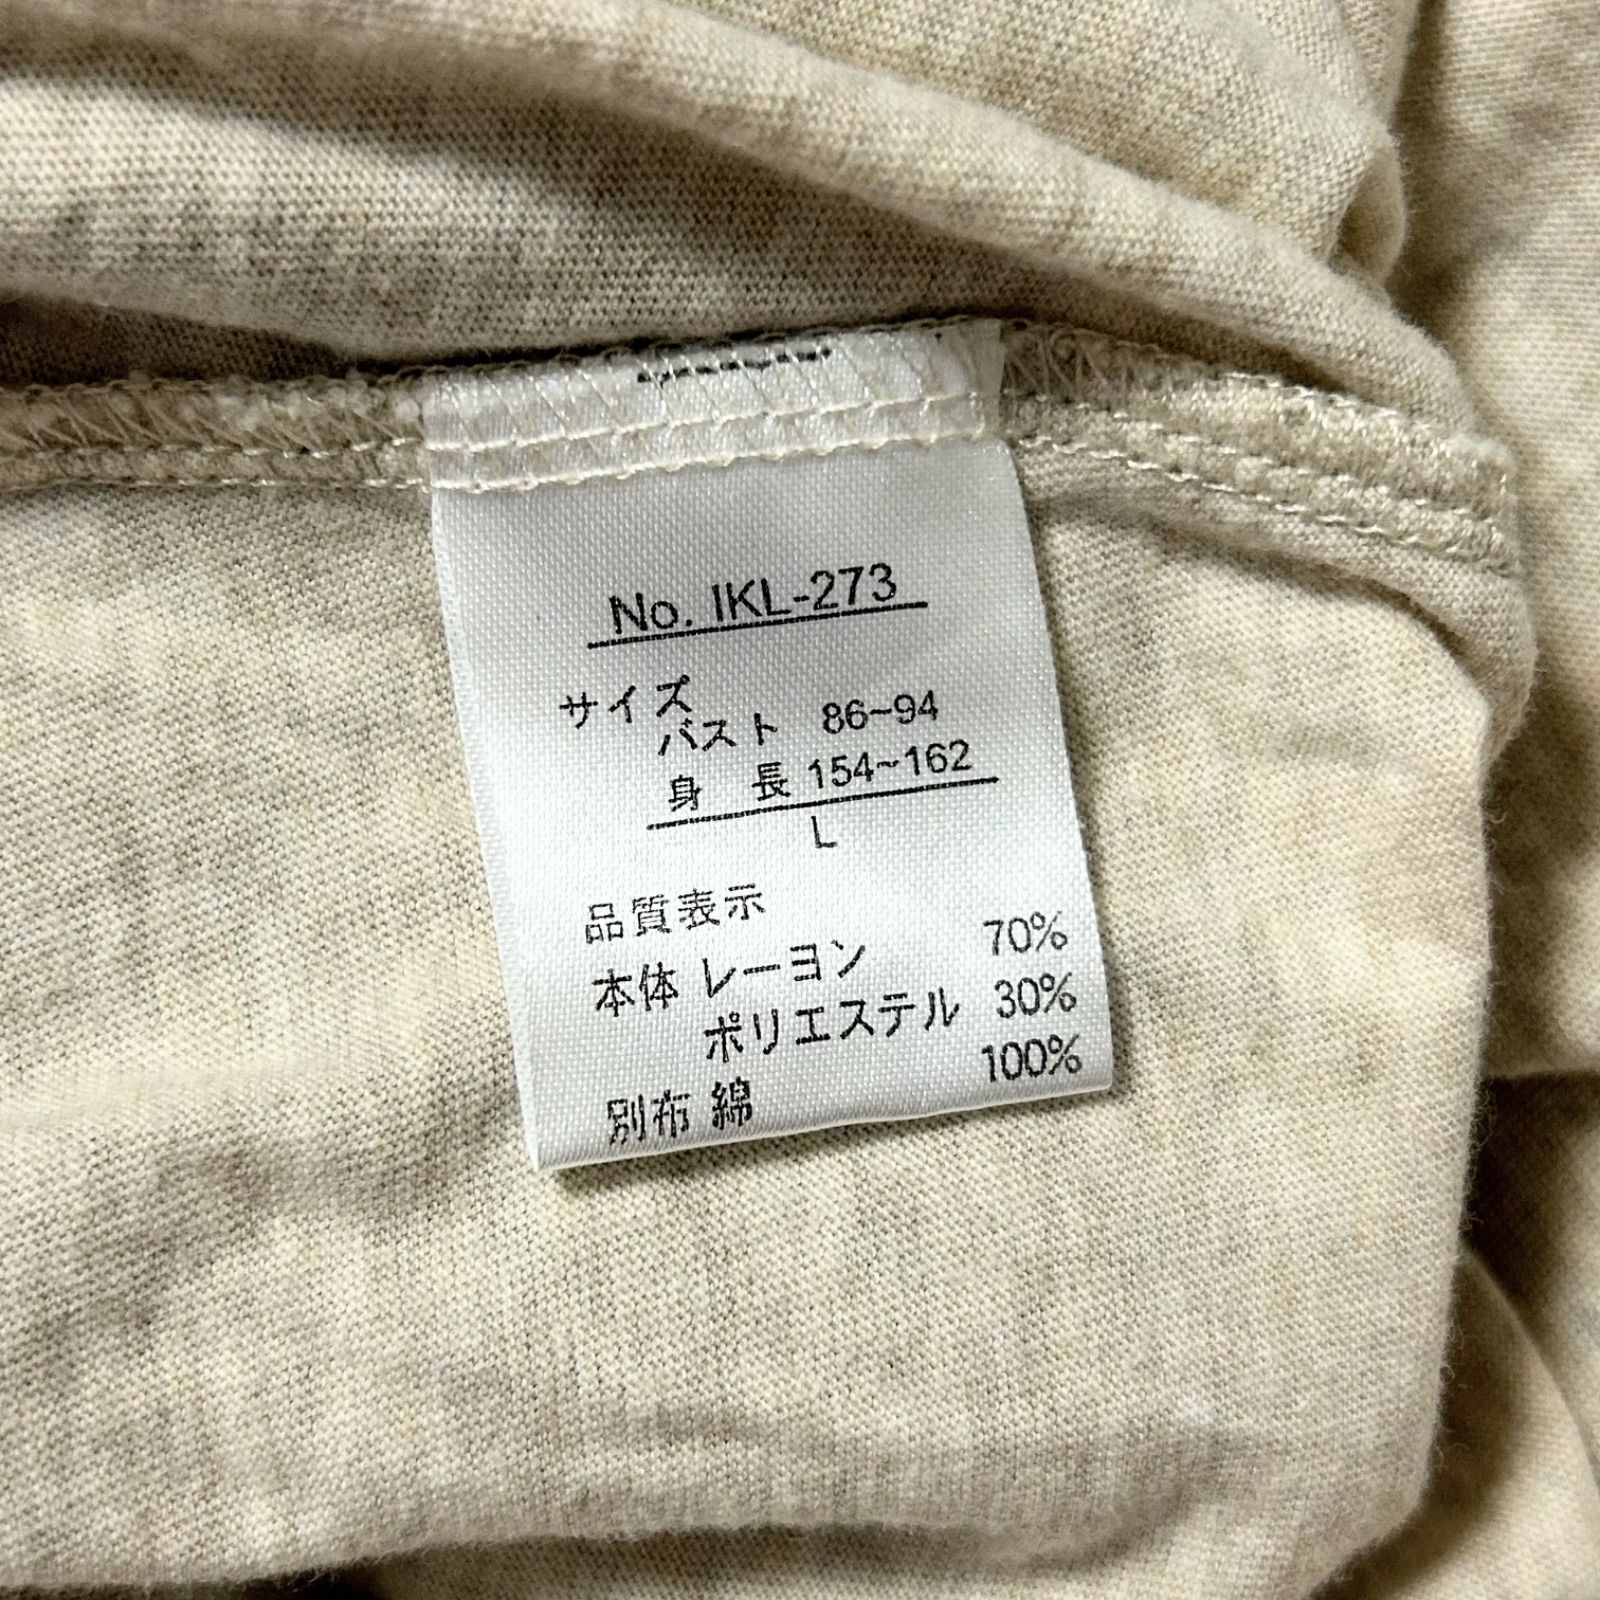 No. IKL-273
サイズ
バスト 86~94
身 長 154~162
L
品質表示
本体 レーヨン 70%
ポリエステル 30%
別布 綿 100%